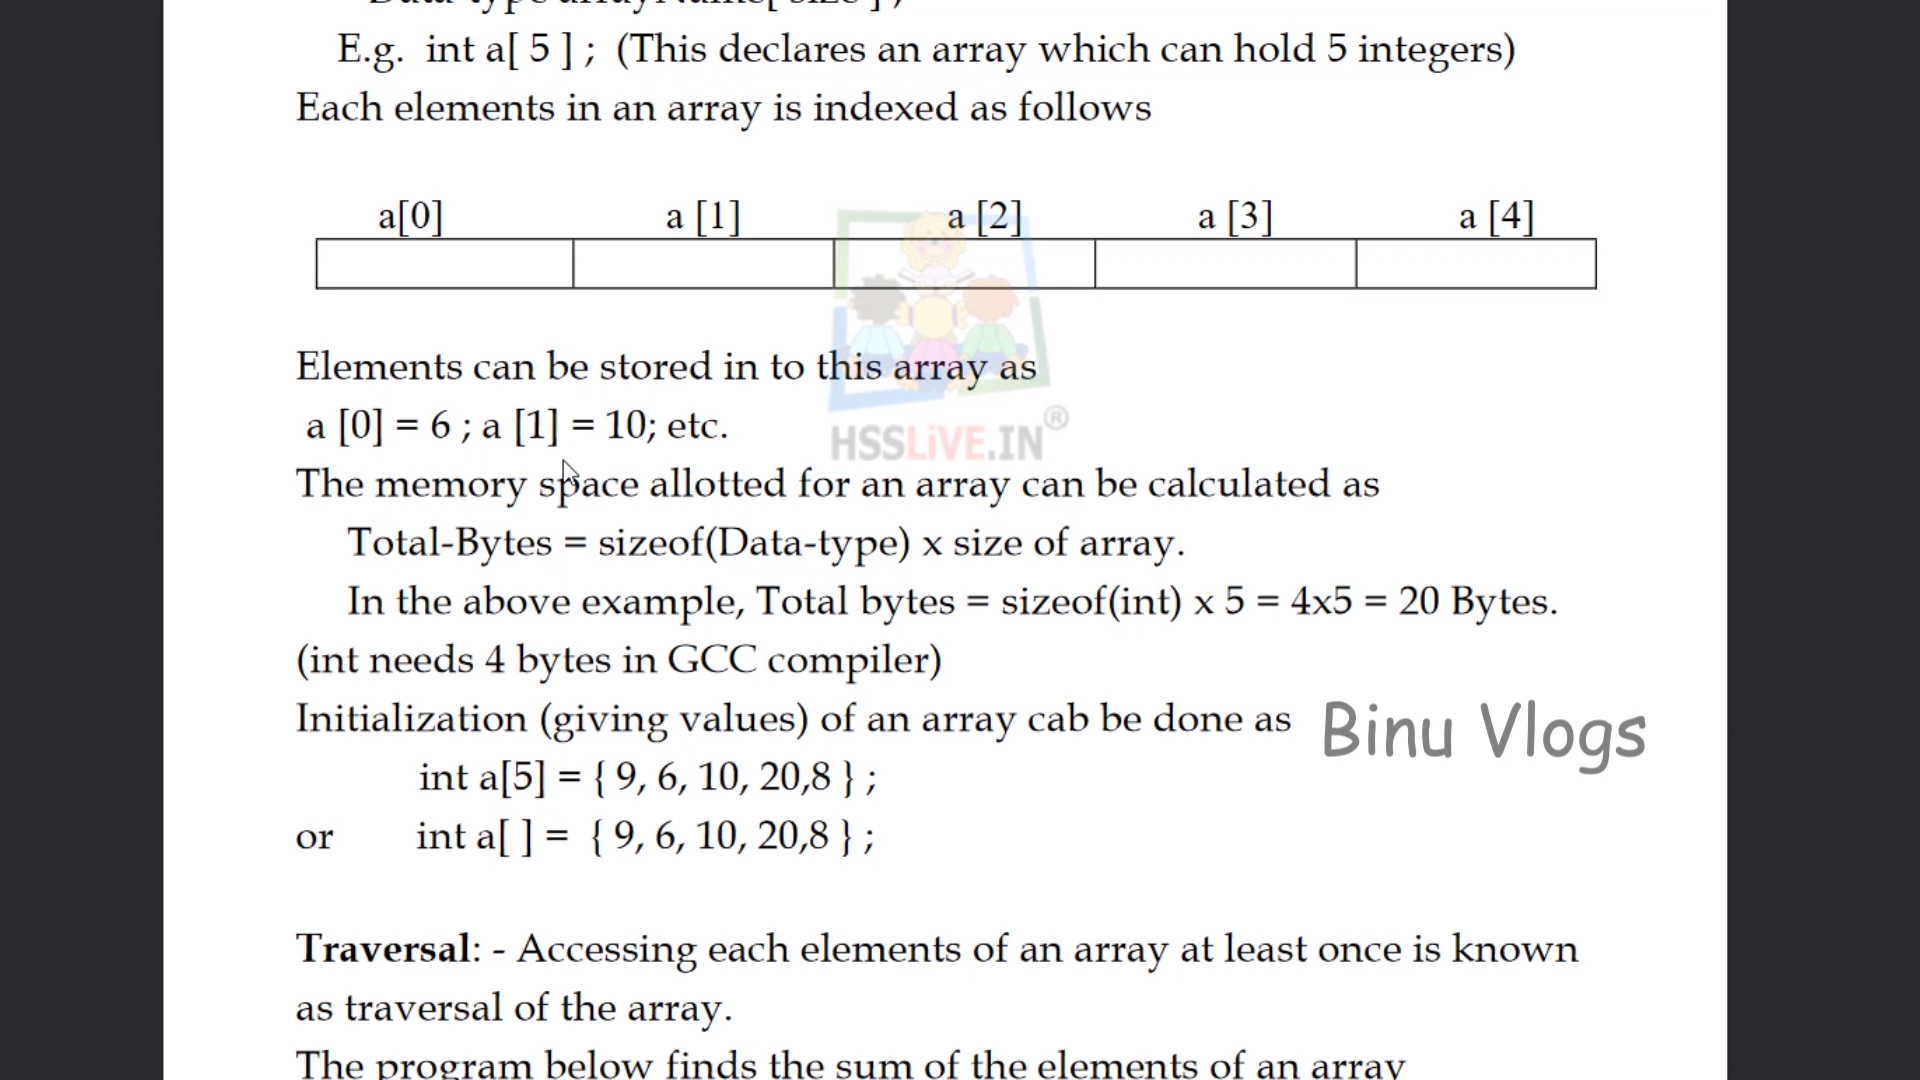 Data-type arrayName[ size ] ;
E.g. int a[ 5 ] ; (This declares an array which can hold 5 integers)
Each elements in an array is indexed as follows
a[0] a [1] a [2] a [3] a [4]
Elements can be stored in to this array as
a [0] = 6 ; a [1] = 10; etc.
HSSLiVE.IN®
The memory space allotted for an array can be calculated as
Total-Bytes = sizeof(Data-type) x size of array.
In the above example, Total bytes = sizeof(int) x 5 = 4x5 = 20 Bytes.
(int needs 4 bytes in GCC compiler)
Initialization (giving values) of an array cab be done as
Binu Vlogs
int a[5] = { 9, 6, 10, 20,8 } ;
or int a[ ] = { 9, 6, 10, 20,8 } ;
Traversal: - Accessing each elements of an array at least once is known
as traversal of the array.
The program below finds the sum of the elements of an array